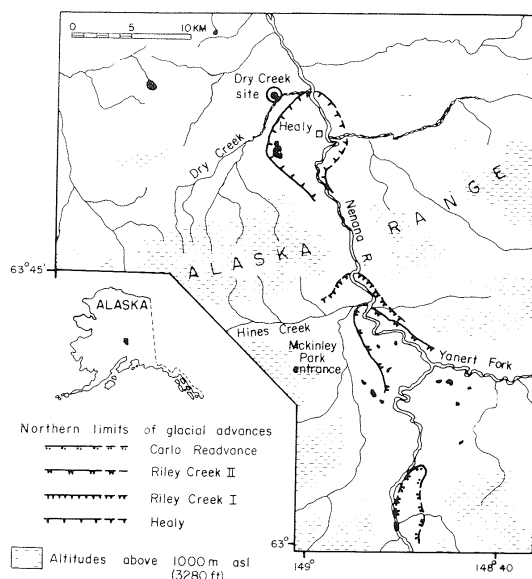 0 5 10 KM
Dry Creek
site
Healy
Dry Creek
Nenana R.
ALASKA
RANGE
63° 45'
ALASKA
Hines Creek
Mckinley
Park
entrance
Yanert Fork
Northern limits of glacial advances
Carlo Readvance
Riley Creek II
Riley Creek I
Healy
Altitudes above 1000m asl
(3280 ft)
63°
149°
148° 40'